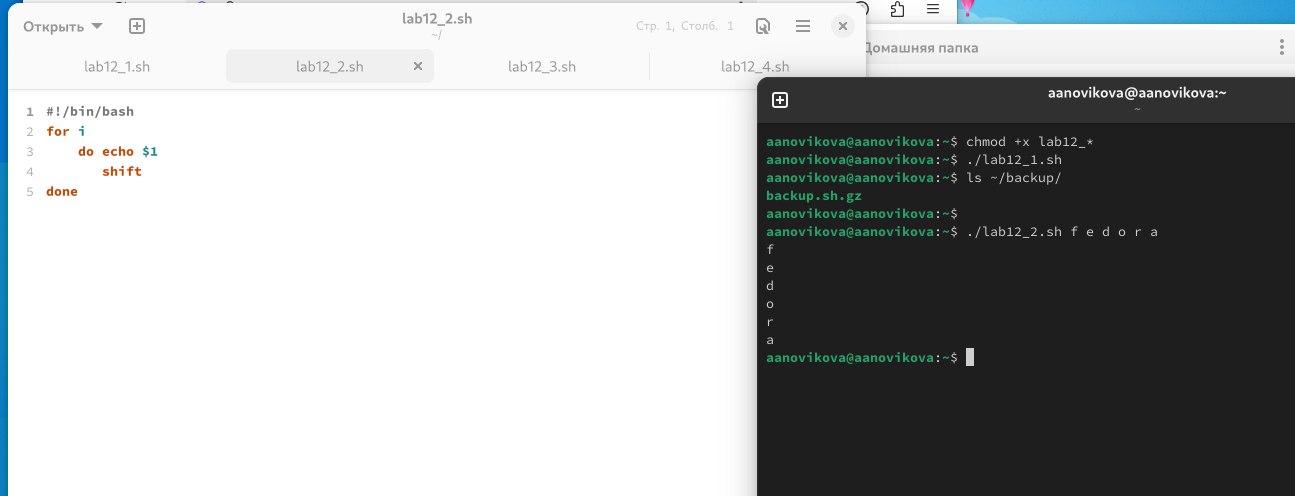 Открыть
lab12_2.sh
~/
Стр. 1, Столб. 1
lab12_1.sh
lab12_2.sh
lab12_3.sh
lab12_4.sh
1 #!/bin/bash
2 for i
3 do echo $1
4 shift
5 done
Домашняя папка
aanovikova@aanovikova:~
~
aanovikova@aanovikova:~$ chmod +x lab12_*
aanovikova@aanovikova:~$ ./lab12_1.sh
aanovikova@aanovikova:~$ ls ~/backup/
backup.sh.gz
aanovikova@aanovikova:~$
aanovikova@aanovikova:~$ ./lab12_2.sh f e d o r a
f
e
d
o
r
a
aanovikova@aanovikova:~$